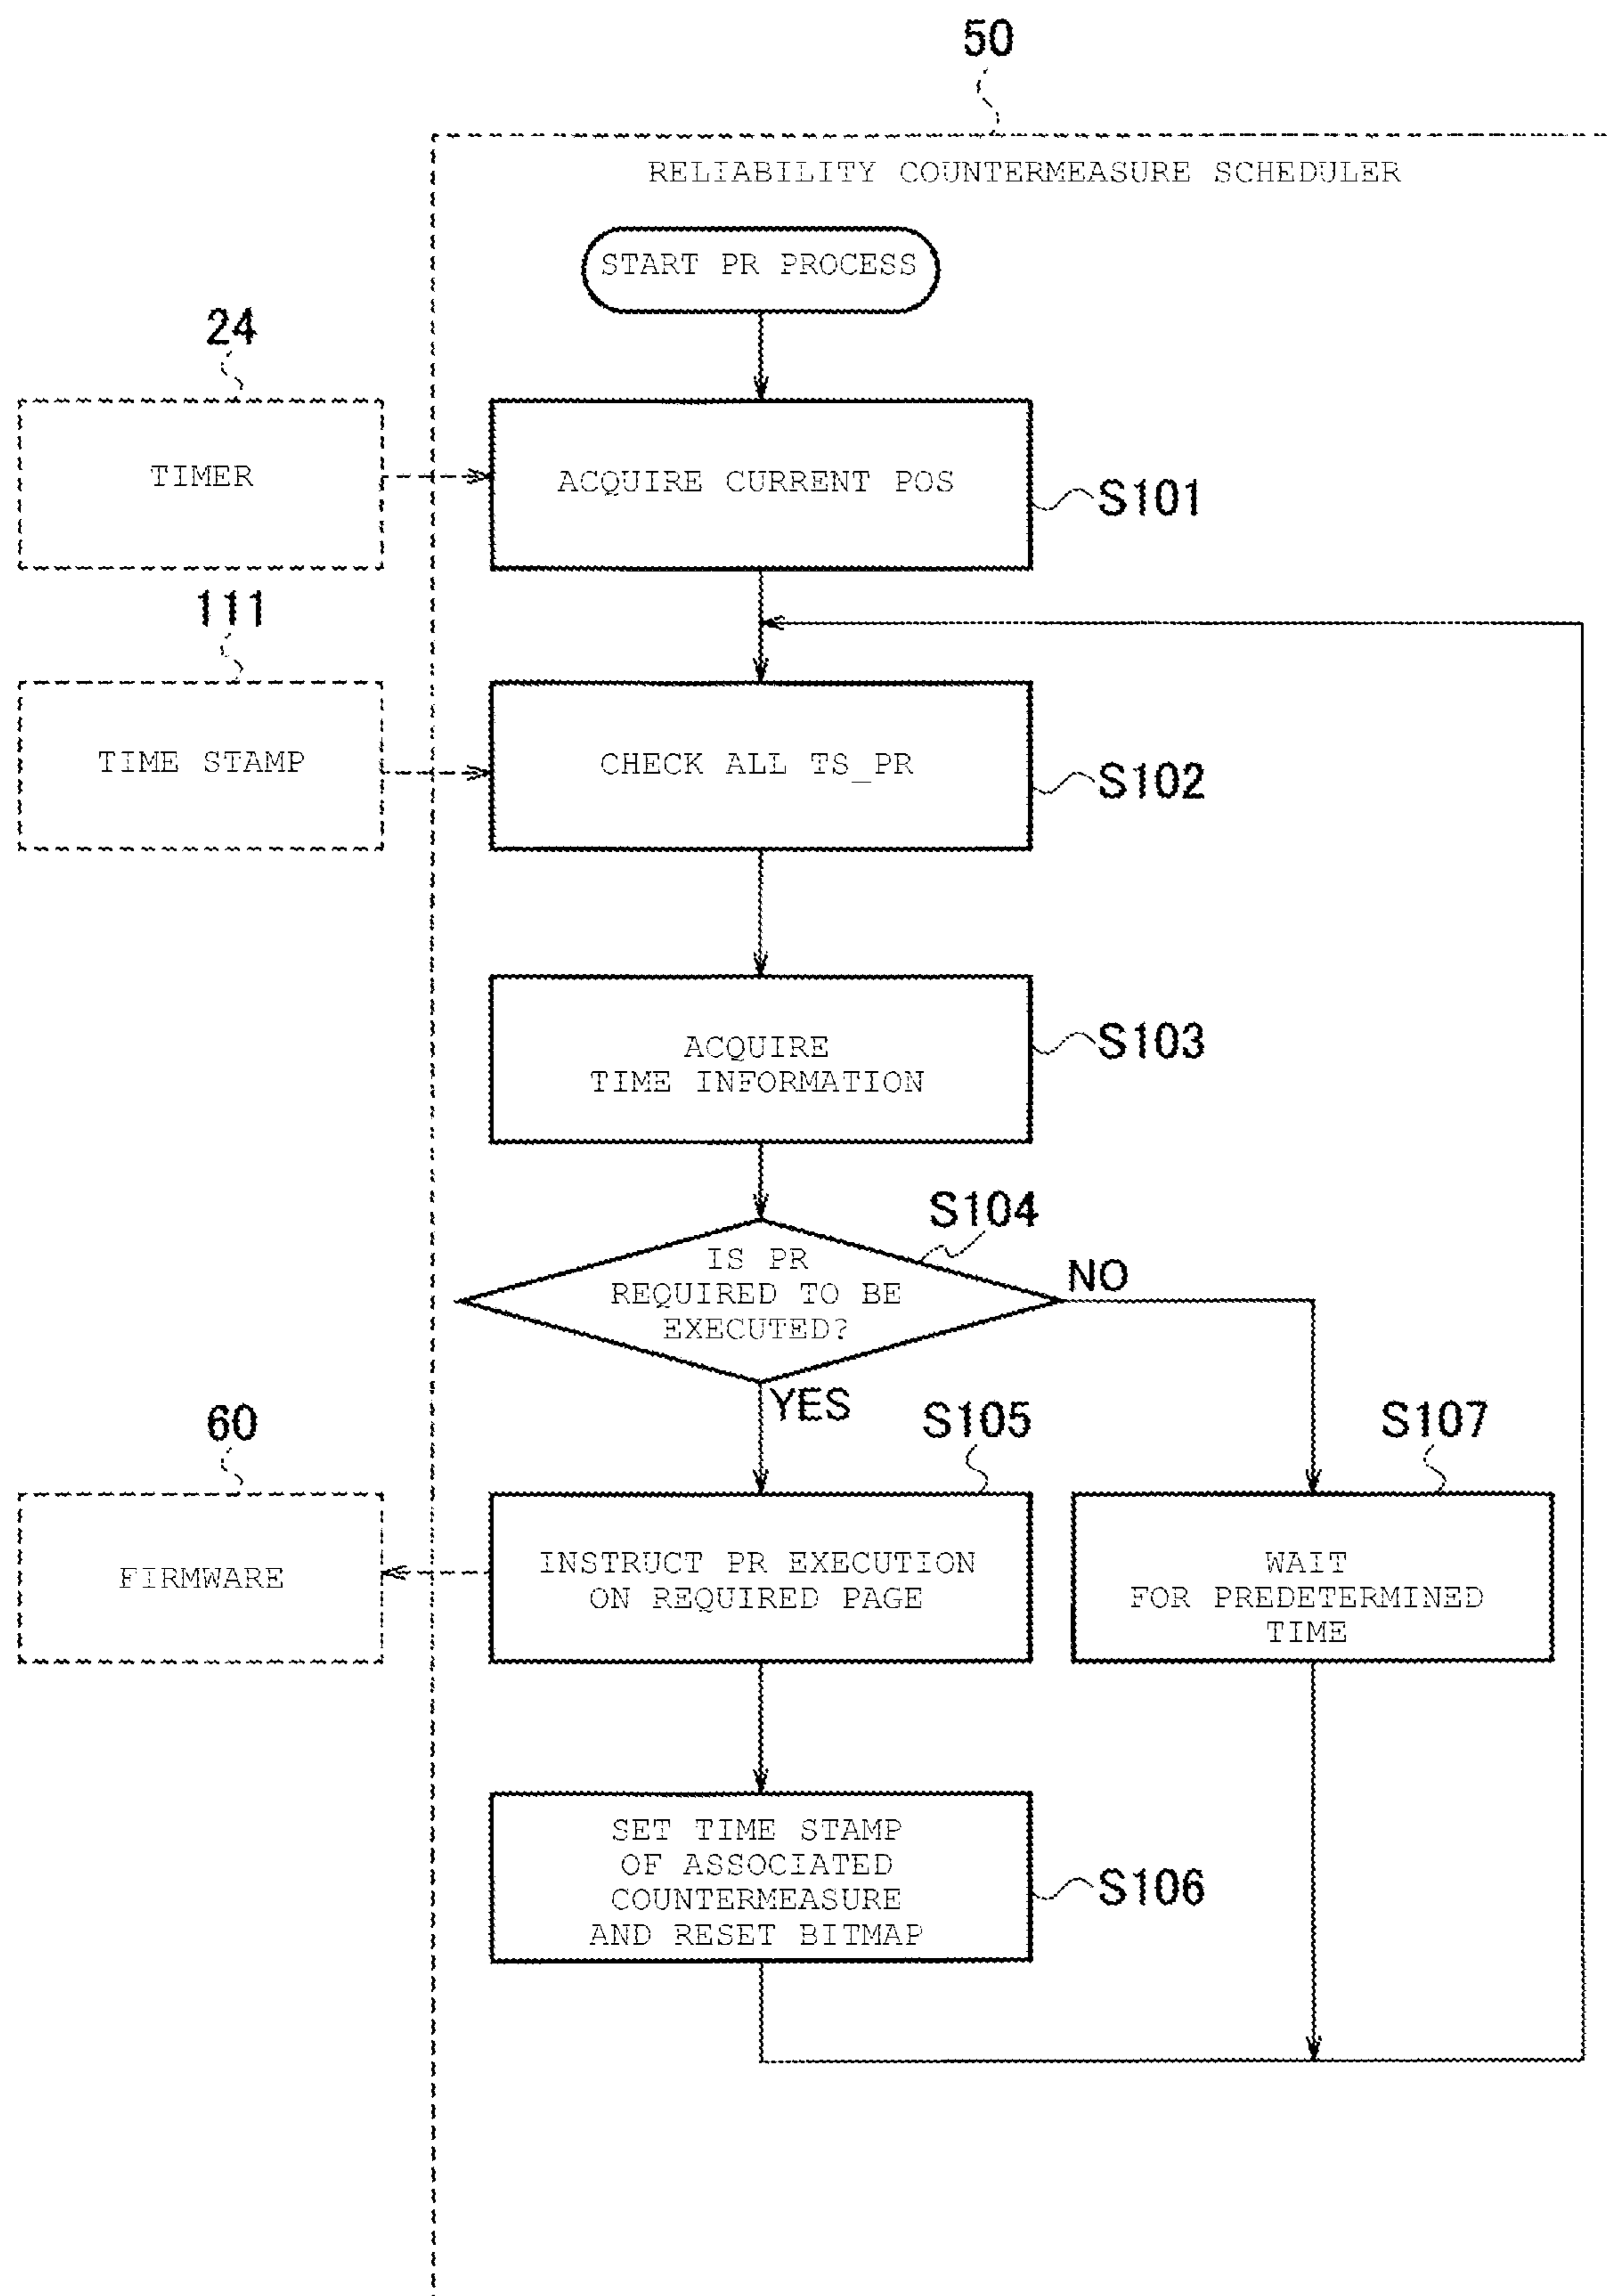 50
RELIABILITY COUNTERMEASURE SCHEDULER
START PR PROCESS
24
TIMER
ACQUIRE CURRENT POS
S101
111
TIME STAMP
CHECK ALL TS_PR
S102
ACQUIRE
TIME INFORMATION
S103
S104
IS PR
REQUIRED TO BE
EXECUTED?
NO
YES
60
S105
S107
FIRMWARE
INSTRUCT PR EXECUTION
ON REQUIRED PAGE
WAIT
FOR PREDETERMINED
TIME
SET TIME STAMP
OF ASSOCIATED
COUNTERMEASURE
AND RESET BITMAP
S106